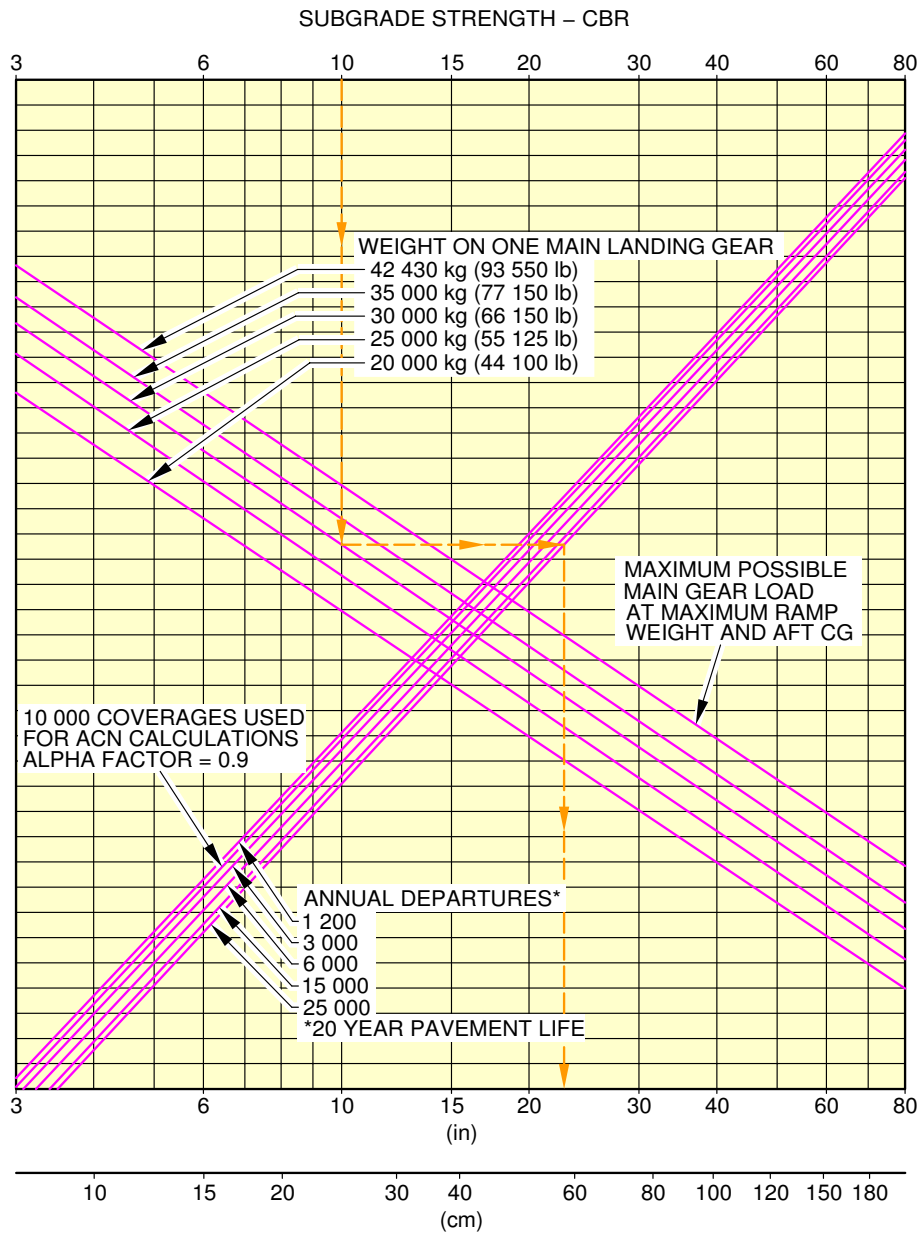 SUBGRADE STRENGTH – CBR
3 6 10 15 20 30 40 60 80
WEIGHT ON ONE MAIN LANDING GEAR
42 430 kg (93 550 lb)
35 000 kg (77 150 lb)
30 000 kg (66 150 lb)
25 000 kg (55 125 lb)
20 000 kg (44 100 lb)
MAXIMUM POSSIBLE
MAIN GEAR LOAD
AT MAXIMUM RAMP
WEIGHT AND AFT CG
10 000 COVERAGES USED
FOR ACN CALCULATIONS
ALPHA FACTOR = 0.9
ANNUAL DEPARTURES*
1 200
3 000
6 000
15 000
25 000
*20 YEAR PAVEMENT LIFE
3 6 10 15 20 30 40 60 80
(in)
10 15 20 30 40 60 80 100 120 150 180
(cm)